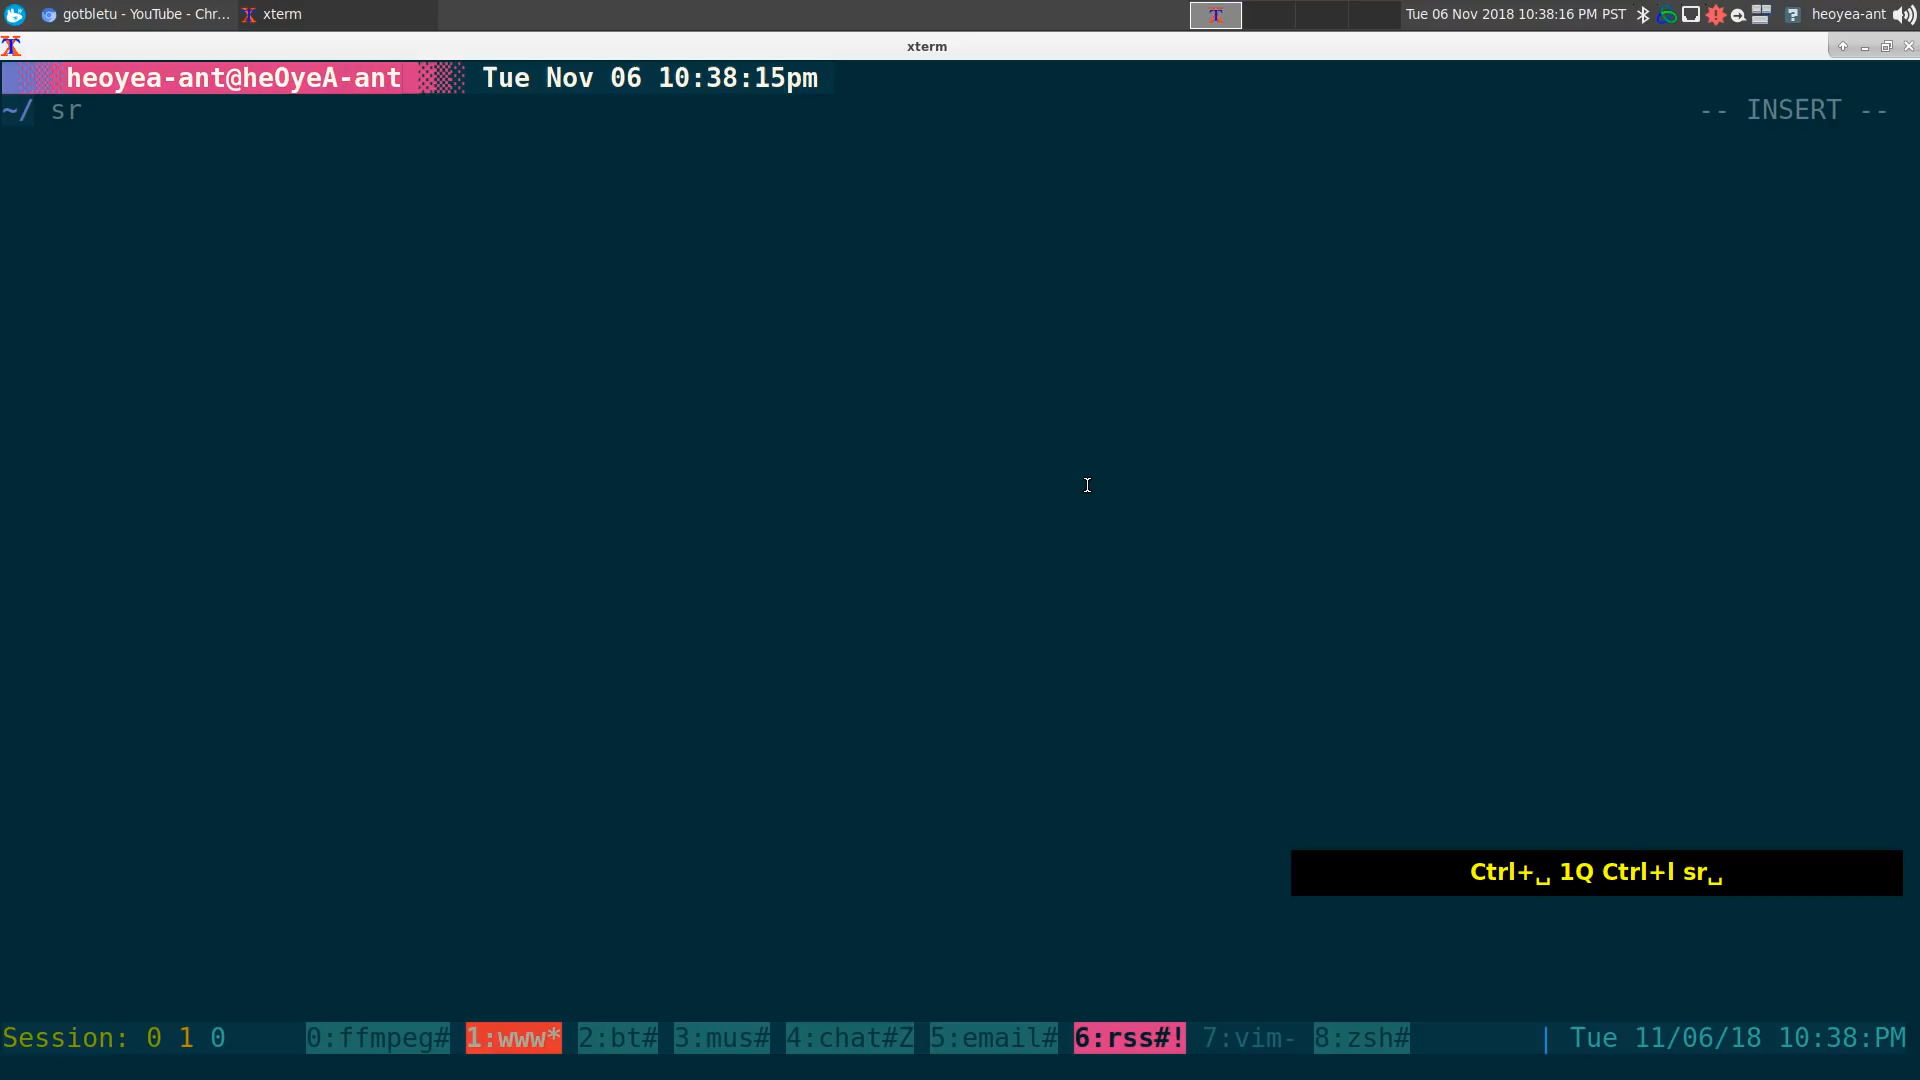 gotbletu - YouTube - Chr... xterm Tue 06 Nov 2018 10:38:16 PM PST heoyea-ant
xterm
heoyea-ant@heOyeA-ant Tue Nov 06 10:38:15pm
~/ sr -- INSERT --
Ctrl+␣ 1Q Ctrl+l sr␣
Session: 0 1 0 0:ffmpeg# 1:www* 2:bt# 3:mus# 4:chat#Z 5:email# 6:rss#! 7:vim- 8:zsh# | Tue 11/06/18 10:38:PM